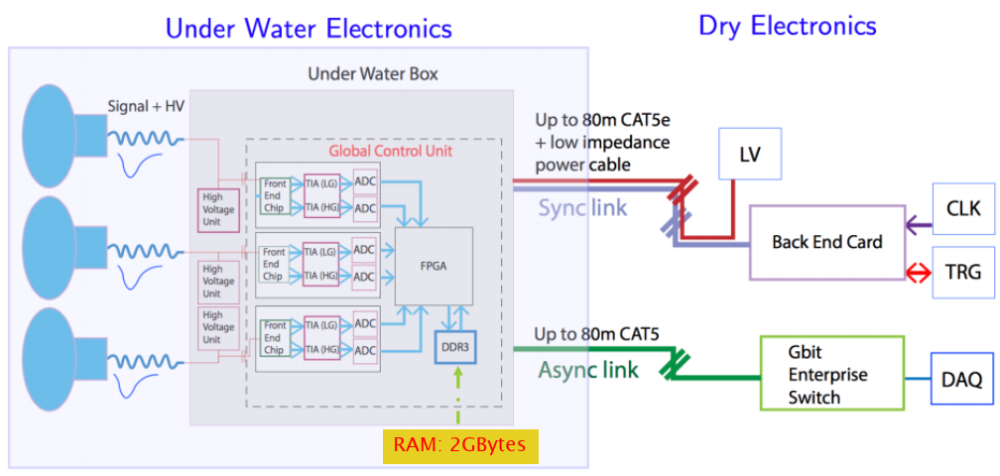 Under Water Electronics
Dry Electronics
Under Water Box
Signal + HV
Global Control Unit
High
Voltage
Unit
Front
End
Chip
TIA (LG)
TIA (HG)
ADC
ADC
High
Voltage
Unit
Front
End
Chip
TIA (LG)
TIA (HG)
ADC
ADC
High
Voltage
Unit
Front
End
Chip
TIA (LG)
TIA (HG)
ADC
ADC
FPGA
DDR3
RAM: 2GBytes
Up to 80m CAT5e
+ low impedance
power cable
Sync link
LV
Back End Card
CLK
TRG
Up to 80m CAT5
Async link
Gbit
Enterprise
Switch
DAQ